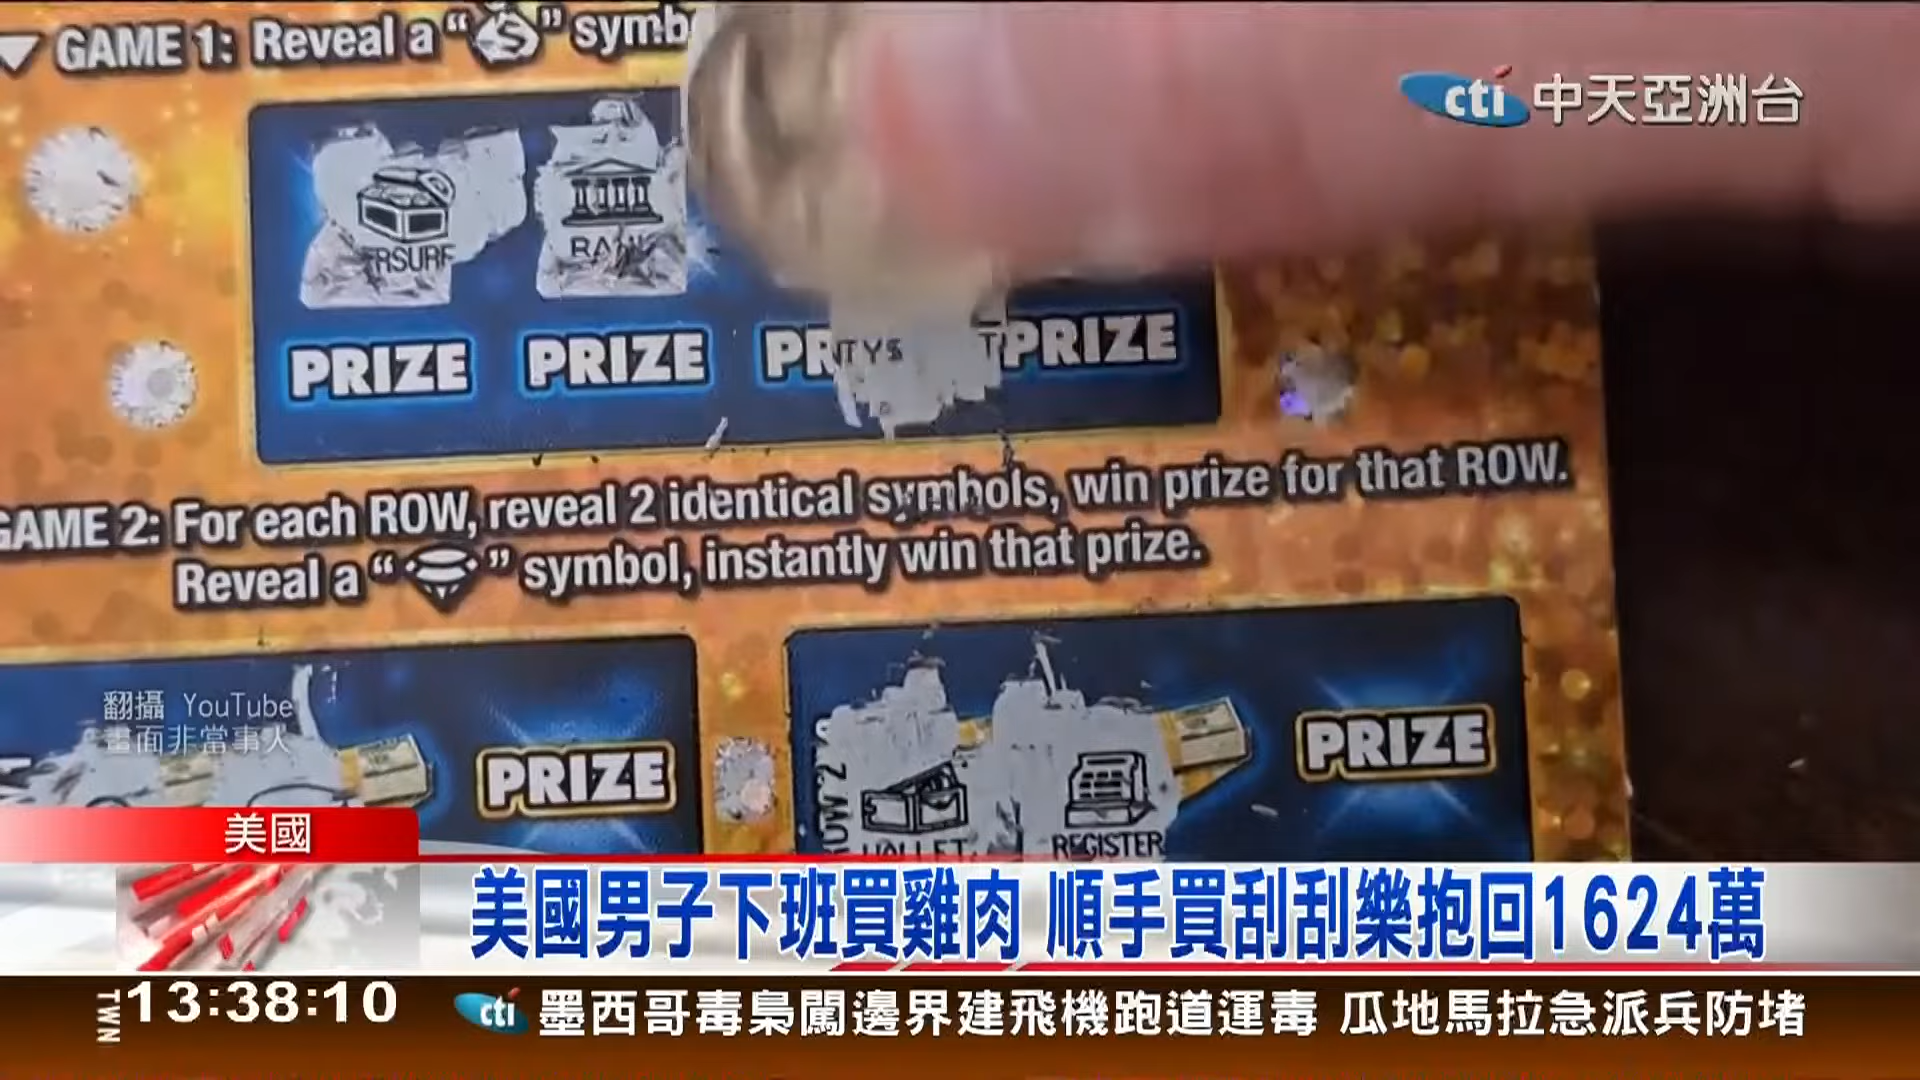 GAME 1: Reveal a “ ” symb
cti 中天亞洲台
PRIZE PRIZE PR NTYS T PRIZE
GAME 2: For each ROW, reveal 2 identical symbols, win prize for that ROW.
Reveal a “ ” symbol, instantly win that prize.
翻攝 YouTube
畫面非當事人
PRIZE
PRIZE
REGISTER
美國
美國男子下班買雞肉 順手買刮刮樂抱回1624萬
TWN 13:38:10
cti 墨西哥毒梟闖邊界建飛機跑道運毒 瓜地馬拉急派兵防堵